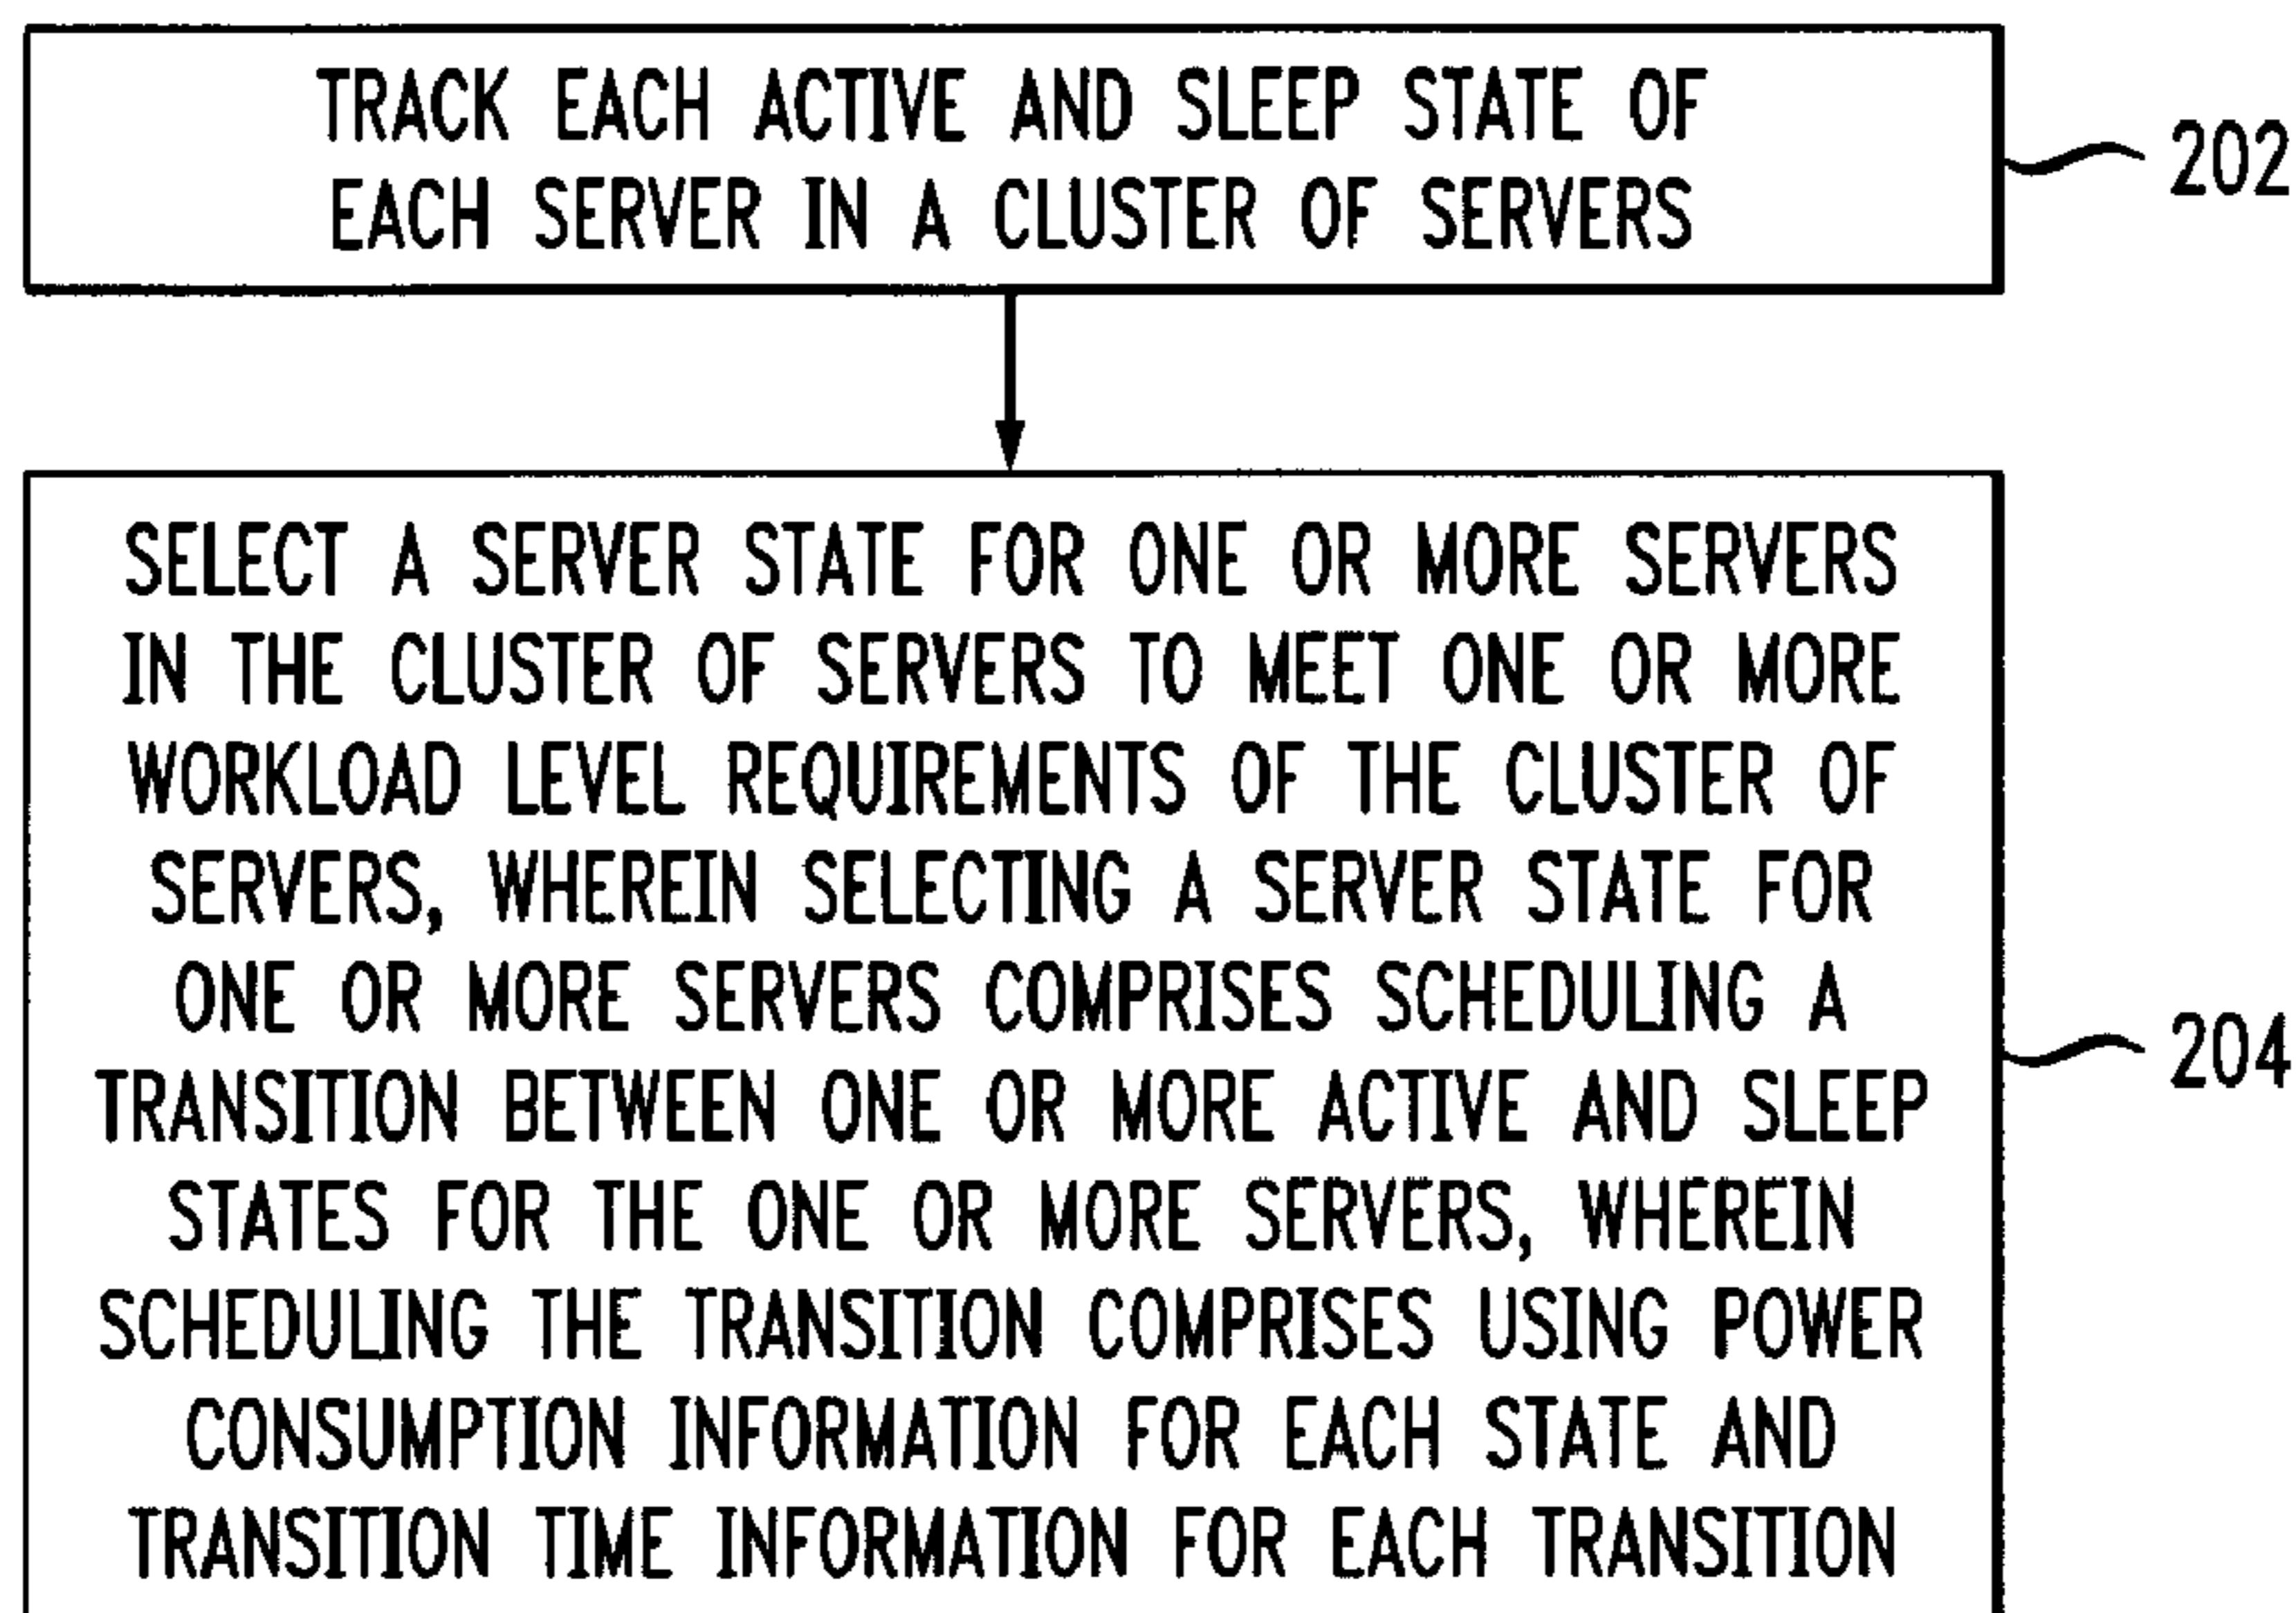 TRACK EACH ACTIVE AND SLEEP STATE OF
EACH SERVER IN A CLUSTER OF SERVERS
202
SELECT A SERVER STATE FOR ONE OR MORE SERVERS
IN THE CLUSTER OF SERVERS TO MEET ONE OR MORE
WORKLOAD LEVEL REQUIREMENTS OF THE CLUSTER OF
SERVERS, WHEREIN SELECTING A SERVER STATE FOR
ONE OR MORE SERVERS COMPRISES SCHEDULING A
TRANSITION BETWEEN ONE OR MORE ACTIVE AND SLEEP
STATES FOR THE ONE OR MORE SERVERS, WHEREIN
SCHEDULING THE TRANSITION COMPRISES USING POWER
CONSUMPTION INFORMATION FOR EACH STATE AND
TRANSITION TIME INFORMATION FOR EACH TRANSITION
204